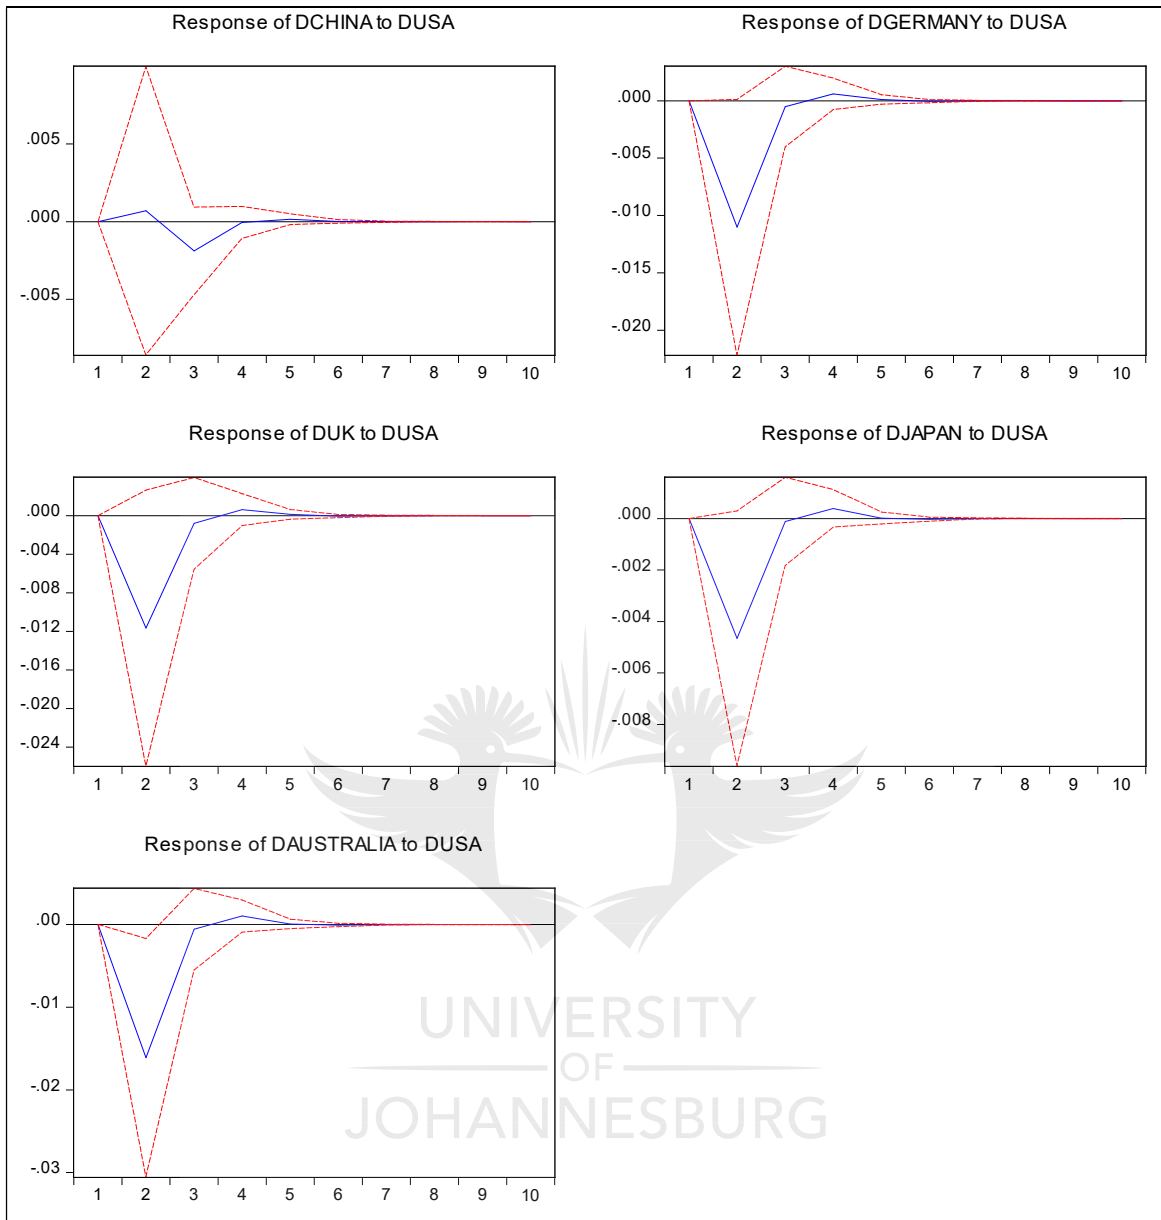 Response of DCHINA to DUSA
.005
.000
-.005
1 2 3 4 5 6 7 8 9 10
Response of DGERMANY to DUSA
.000
-.005
-.010
-.015
-.020
1 2 3 4 5 6 7 8 9 10
Response of DUK to DUSA
.000
-.004
-.008
-.012
-.016
-.020
-.024
1 2 3 4 5 6 7 8 9 10
Response of DJAPAN to DUSA
.000
-.002
-.004
-.006
-.008
1 2 3 4 5 6 7 8 9 10
Response of DAUSTRALIA to DUSA
.00
-.01
-.02
-.03
1 2 3 4 5 6 7 8 9 10
UNIVERSITY
OF
JOHANNESBURG